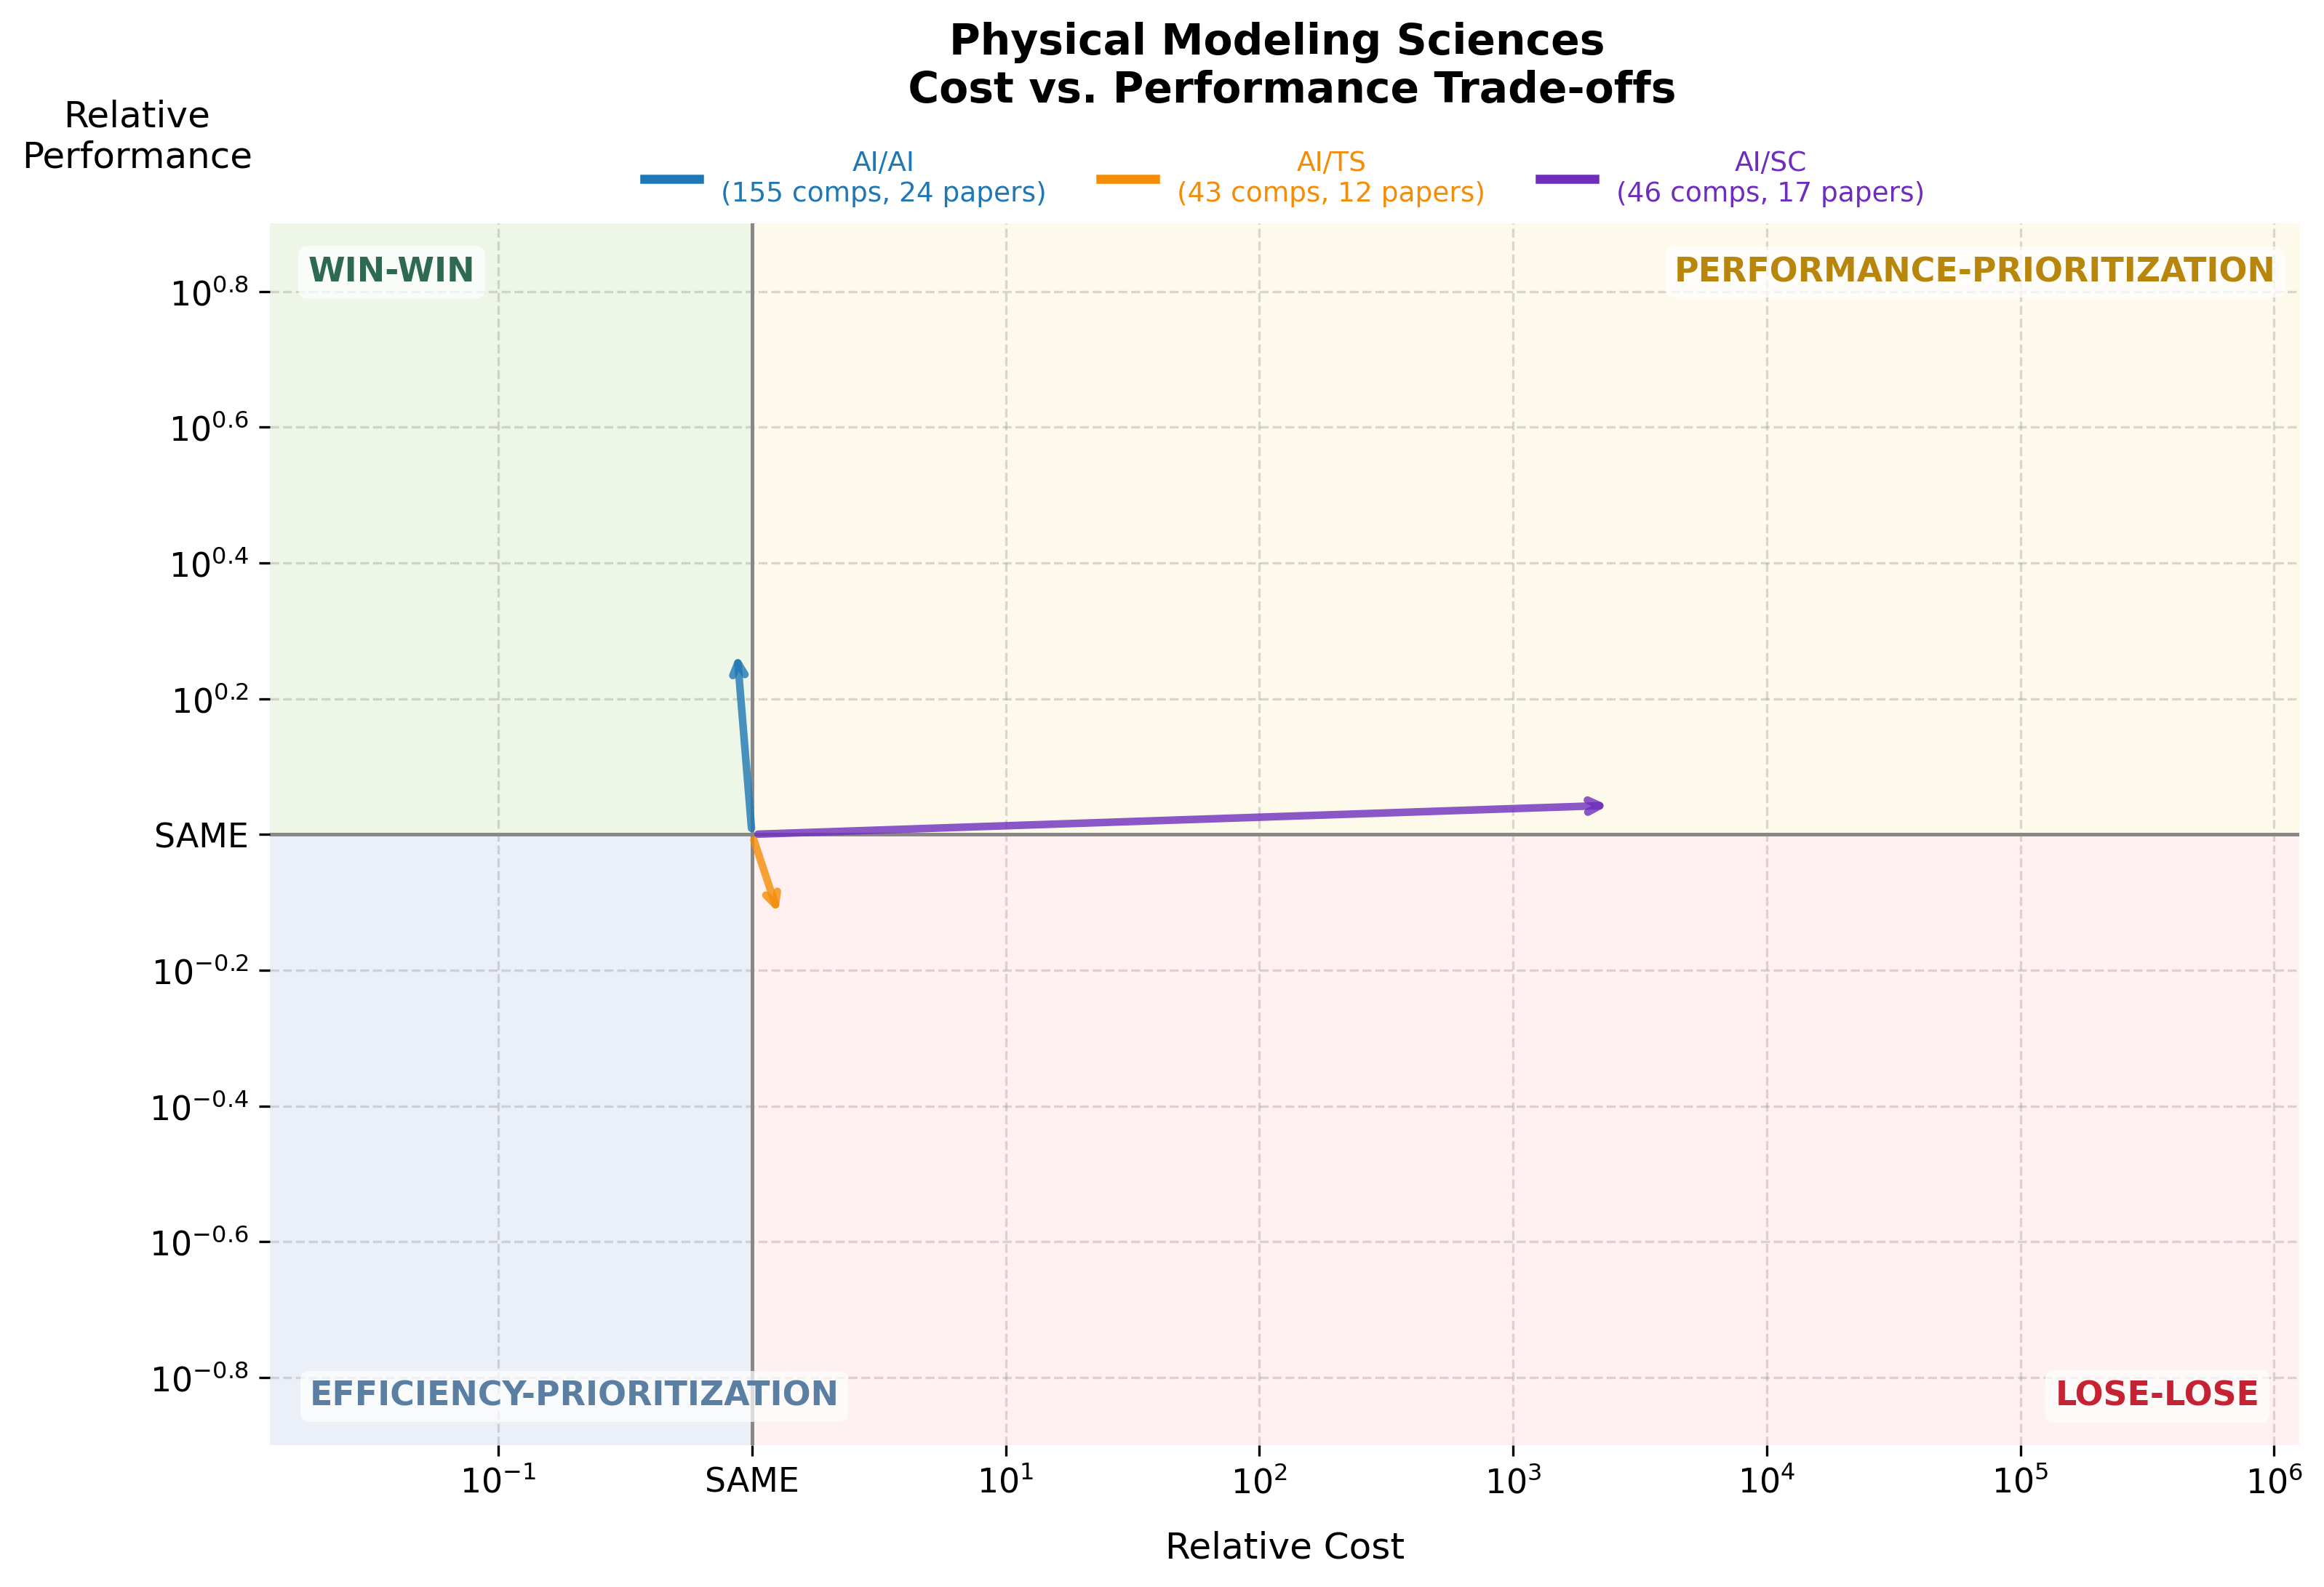 Physical Modeling Sciences
Cost vs. Performance Trade-offs
Relative
Performance
AI/AI
(155 comps, 24 papers)
AI/TS
(43 comps, 12 papers)
AI/SC
(46 comps, 17 papers)
WIN-WIN
PERFORMANCE-PRIORITIZATION
10^0.8
10^0.6
10^0.4
10^0.2
SAME
10^−0.2
10^−0.4
10^−0.6
10^−0.8
EFFICIENCY-PRIORITIZATION
LOSE-LOSE
10^−1
SAME
10^1
10^2
10^3
10^4
10^5
10^6
Relative Cost